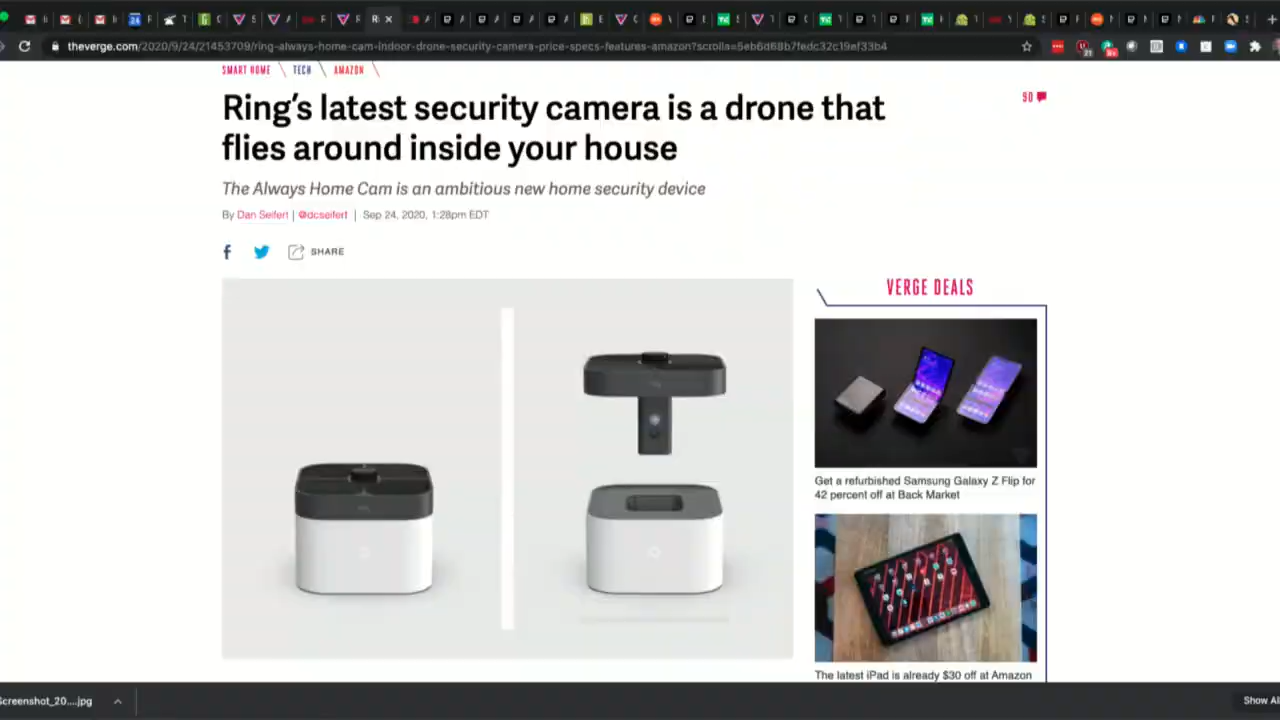 theverge.com/2020/9/24/21453709/ring-always-home-cam-indoor-drone-security-camera-price-specs-features-amazon?scrolla=5eb6d68b7fedc32c19ef33b4
SMART HOME \ TECH \ AMAZON \
90
Ring's latest security camera is a drone that
flies around inside your house
The Always Home Cam is an ambitious new home security device
By Dan Seifert | @dcseifert | Sep 24, 2020, 1:28pm EDT
SHARE
VERGE DEALS
Get a refurbished Samsung Galaxy Z Flip for
42 percent off at Back Market
The latest iPad is already $30 off at Amazon
Screenshot_20....jpg
Show Al